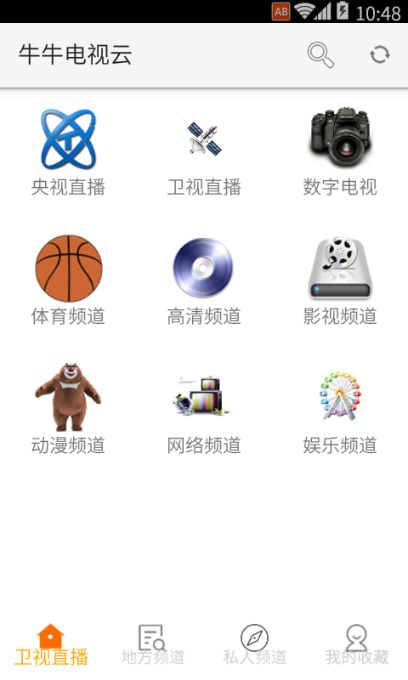 AB 10:48
牛牛电视云
央视直播 卫视直播 数字电视
体育频道 高清频道 影视频道
动漫频道 网络频道 娱乐频道
卫视直播 地方频道 私人频道 我的收藏